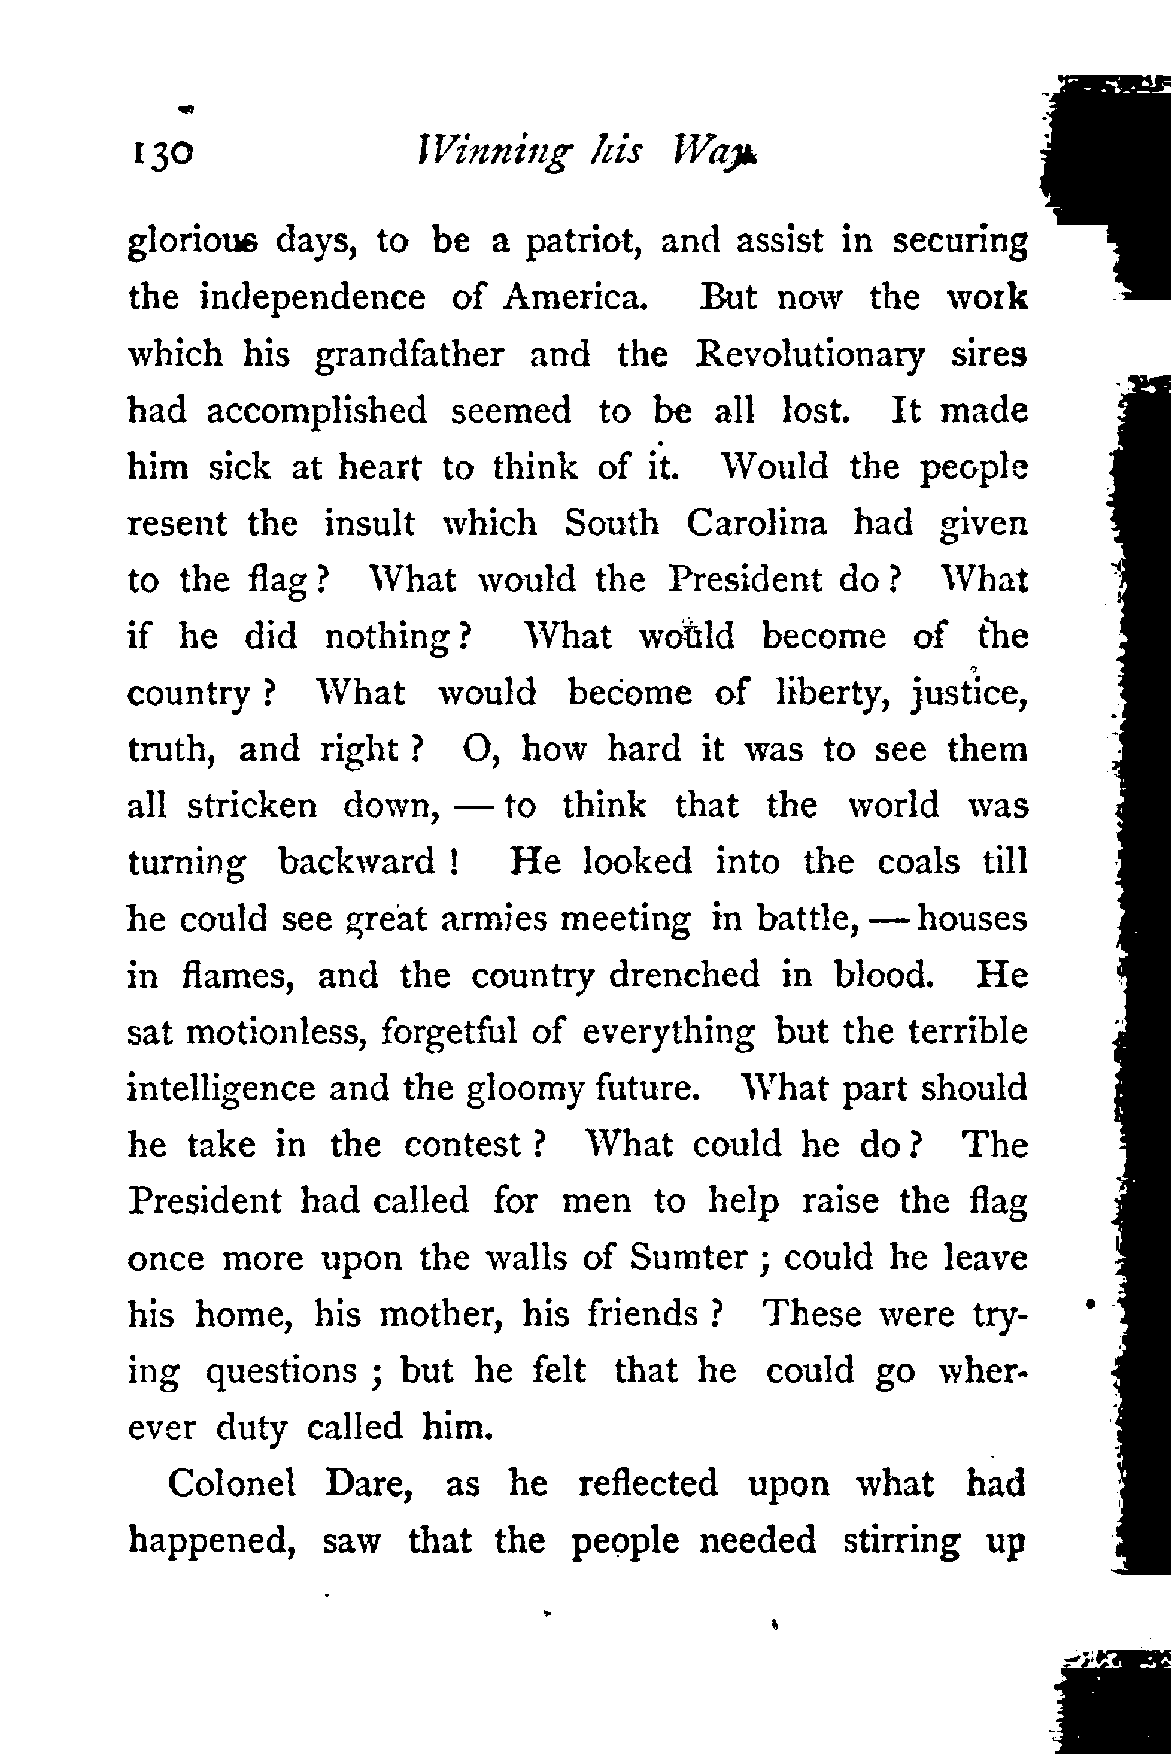 130 Winning his Way.
glorious days, to be a patriot, and assist in securing
the independence of America. But now the work
which his grandfather and the Revolutionary sires
had accomplished seemed to be all lost. It made
him sick at heart to think of it. Would the people
resent the insult which South Carolina had given
to the flag? What would the President do? What
if he did nothing? What would become of the
country? What would become of liberty, justice,
truth, and right? O, how hard it was to see them
all stricken down, — to think that the world was
turning backward! He looked into the coals till
he could see great armies meeting in battle, — houses
in flames, and the country drenched in blood. He
sat motionless, forgetful of everything but the terrible
intelligence and the gloomy future. What part should
he take in the contest? What could he do? The
President had called for men to help raise the flag
once more upon the walls of Sumter; could he leave
his home, his mother, his friends? These were try-
ing questions; but he felt that he could go wher-
ever duty called him.
Colonel Dare, as he reflected upon what had
happened, saw that the people needed stirring up